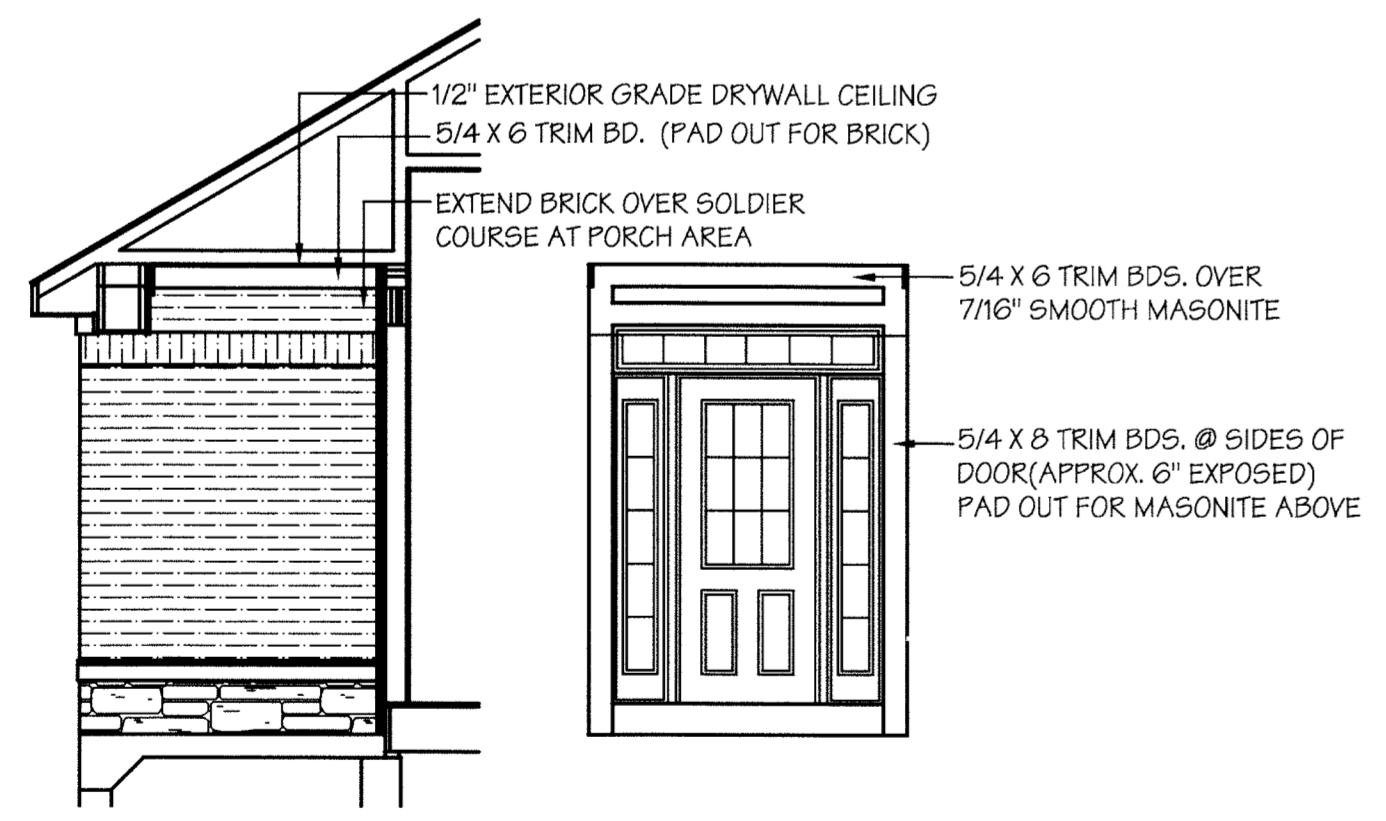 1/2" EXTERIOR GRADE DRYWALL CEILING
5/4 X 6 TRIM BD. (PAD OUT FOR BRICK)
EXTEND BRICK OVER SOLDIER
COURSE AT PORCH AREA
5/4 X 6 TRIM BDS. OVER
7/16" SMOOTH MASONITE
5/4 X 8 TRIM BDS. @ SIDES OF
DOOR(APPROX. 6" EXPOSED)
PAD OUT FOR MASONITE ABOVE